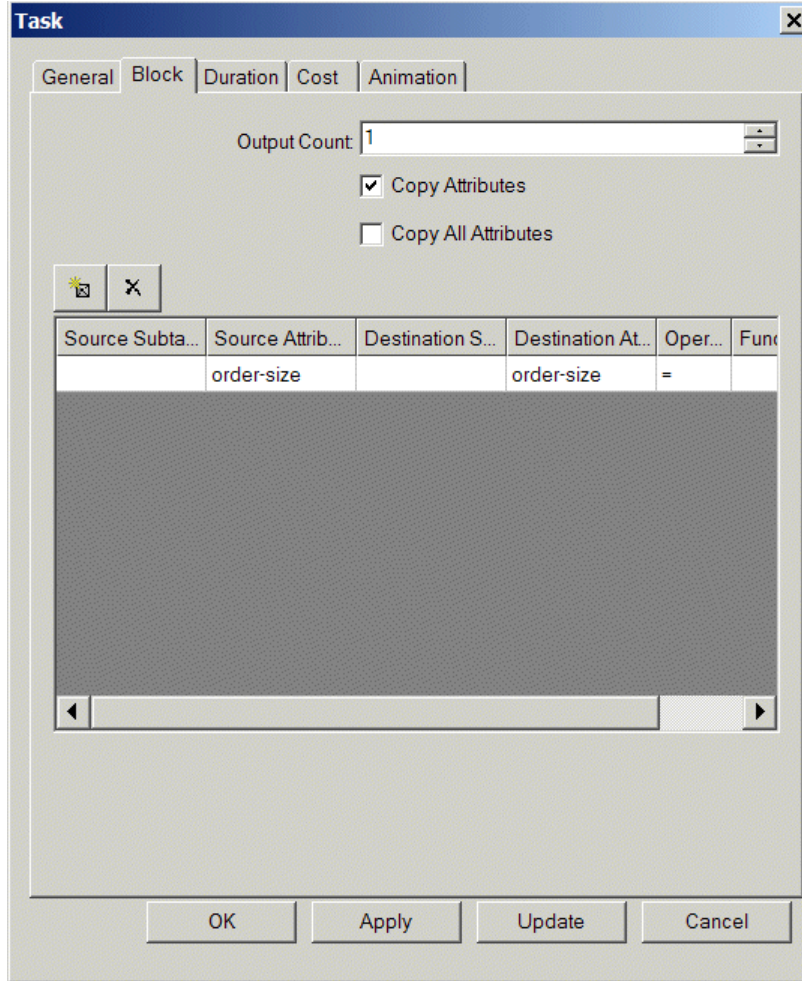 Task
General Block Duration Cost Animation
Output Count: 1
Copy Attributes
Copy All Attributes
Source Subta... Source Attrib... Destination S... Destination At... Oper... Func
order-size order-size =
OK Apply Update Cancel